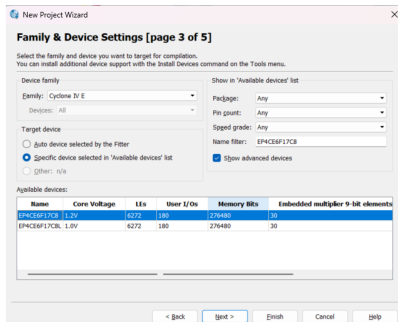 New Project Wizard
Family & Device Settings [page 3 of 5]
Select the family and device you want to target for compilation.
You can install additional device support with the Install Devices command on the Tools menu.
Device family
Family: Cyclone IV E
Devices: All
Target device
Auto device selected by the Fitter
Specific device selected in 'Available devices' list
Other: n/a
Show in 'Available devices' list
Package: Any
Pin count: Any
Speed grade: Any
Name filter: EP4CE6F17C8
Show advanced devices
Available devices:
Name Core Voltage LEs User I/Os Memory Bits Embedded multiplier 9-bit elements
EP4CE6F17C8 1.2V 6272 180 276480 30
EP4CE6F17C8L 1.0V 6272 180 276480 30
< Back Next > Finish Cancel Help